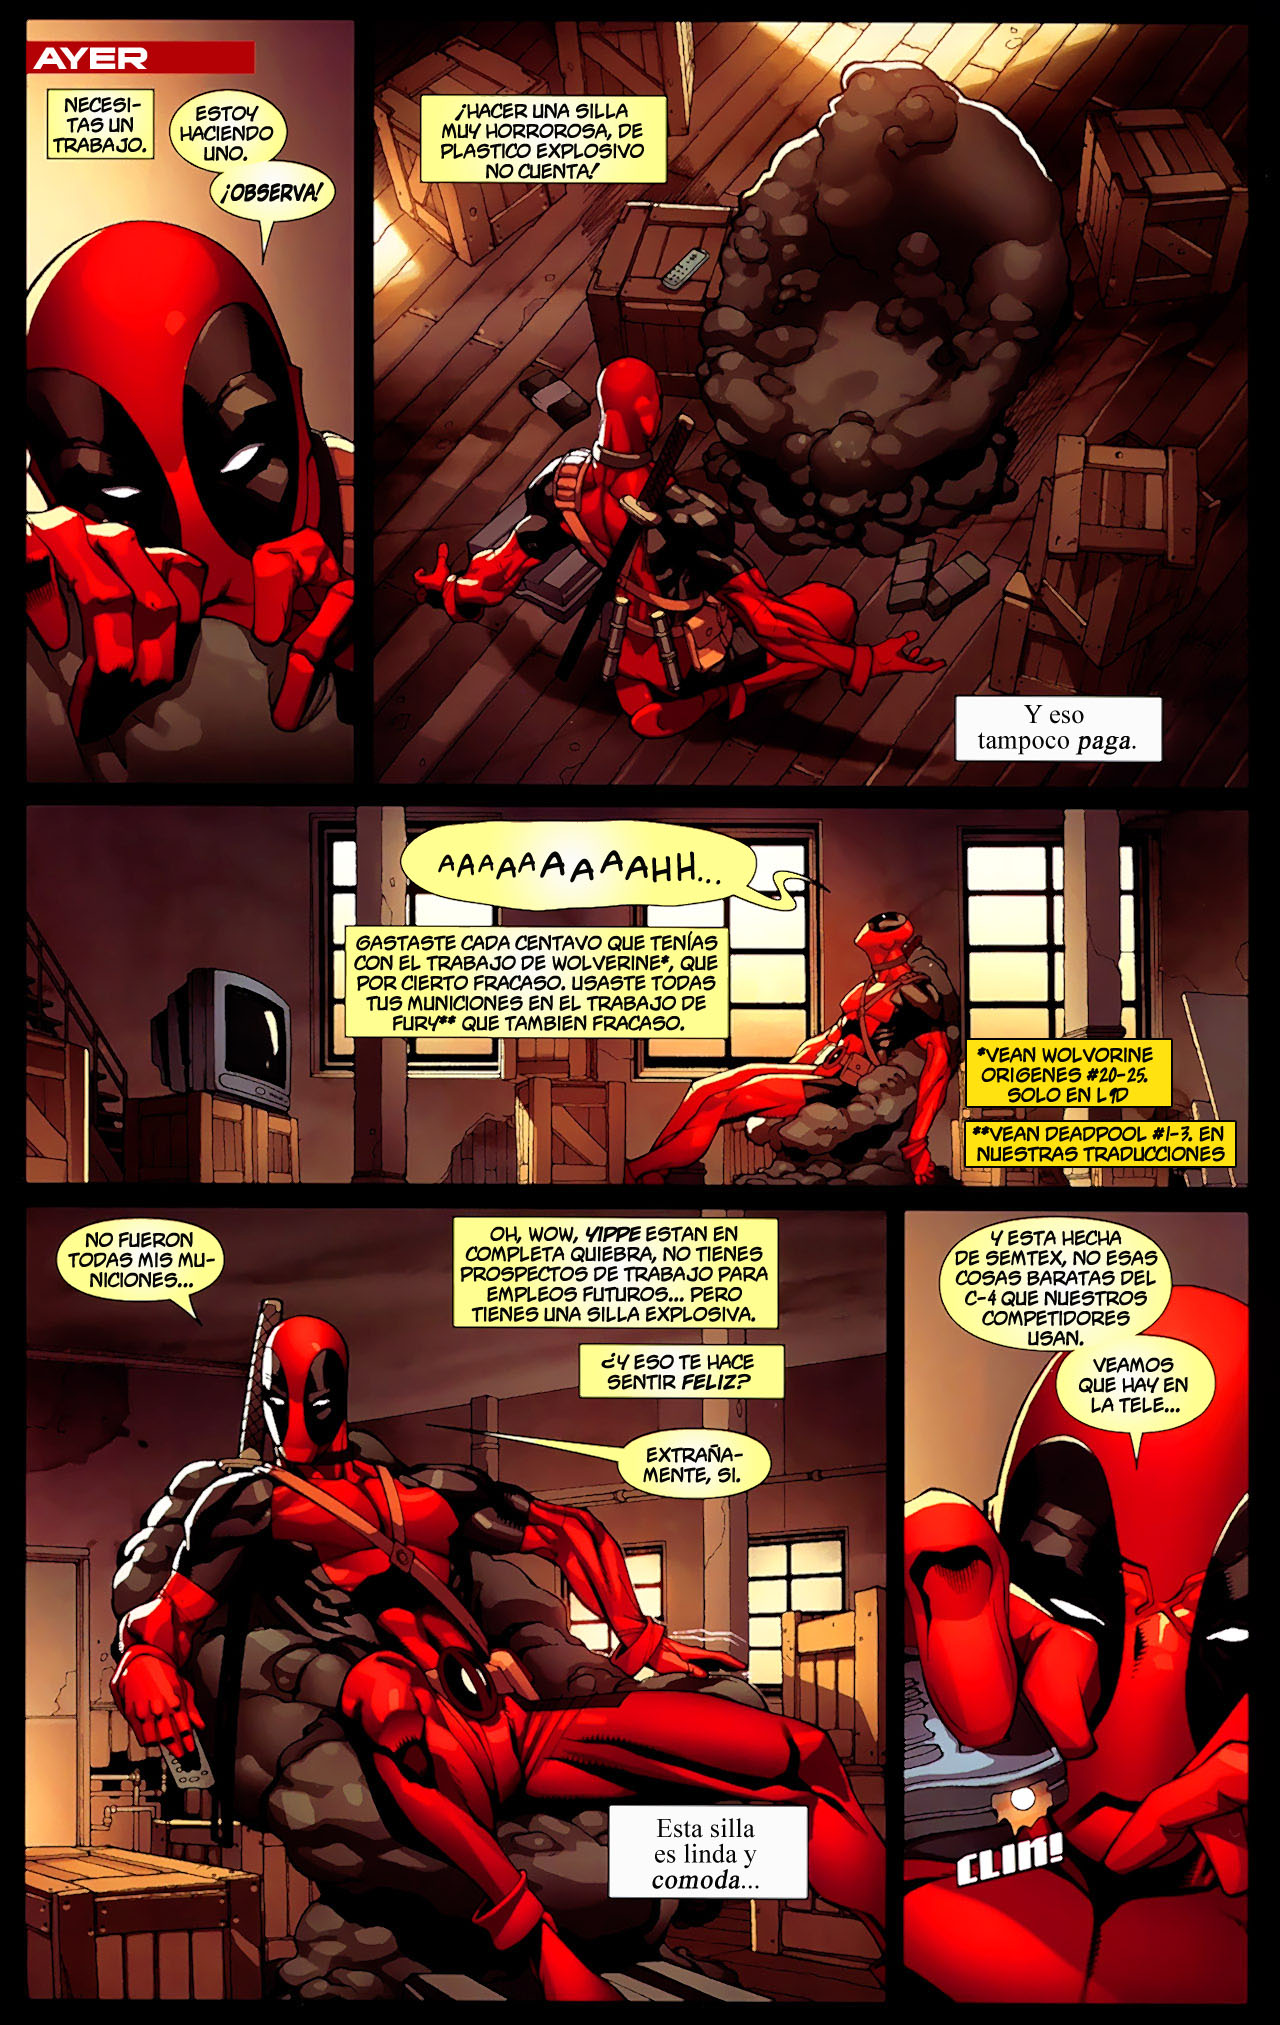 AYER
NECESI-
TAS UN
TRABAJO.
ESTOY
HACIENDO
UNO.
¡OBSERVA!
¡HACER UNA SILLA
MUY HORROROSA, DE
PLASTICO EXPLOSIVO
NO CUENTA!
Y eso
tampoco paga.
AAAAAAAAAHH...
GASTASTE CADA CENTAVO QUE TENÍAS
CON EL TRABAJO DE WOLVERINE*, QUE
POR CIERTO FRACASO. USASTE TODAS
TUS MUNICIONES EN EL TRABAJO DE
FURY** QUE TAMBIEN FRACASO.
*VEAN WOLVORINE
ORIGENES #20-25.
SOLO EN L9D
**VEAN DEADPOOL #1-3. EN
NUESTRAS TRADUCCIONES
NO FUERON
TODAS MIS MU-
NICIONES...
OH, WOW, YIPPE ESTAN EN
COMPLETA QUIEBRA, NO TIENES
PROSPECTOS DE TRABAJO PARA
EMPLEOS FUTUROS... PERO
TIENES UNA SILLA EXPLOSIVA.
¿Y ESO TE HACE
SENTIR FELIZ?
EXTRAÑA-
MENTE, SI.
Esta silla
es linda y
comoda...
Y ESTA HECHA
DE SEMTEX, NO ESAS
COSAS BARATAS DEL
C-4 QUE NUESTROS
COMPETIDORES
USAN.
VEAMOS
QUE HAY EN
LA TELE...
CLIK!